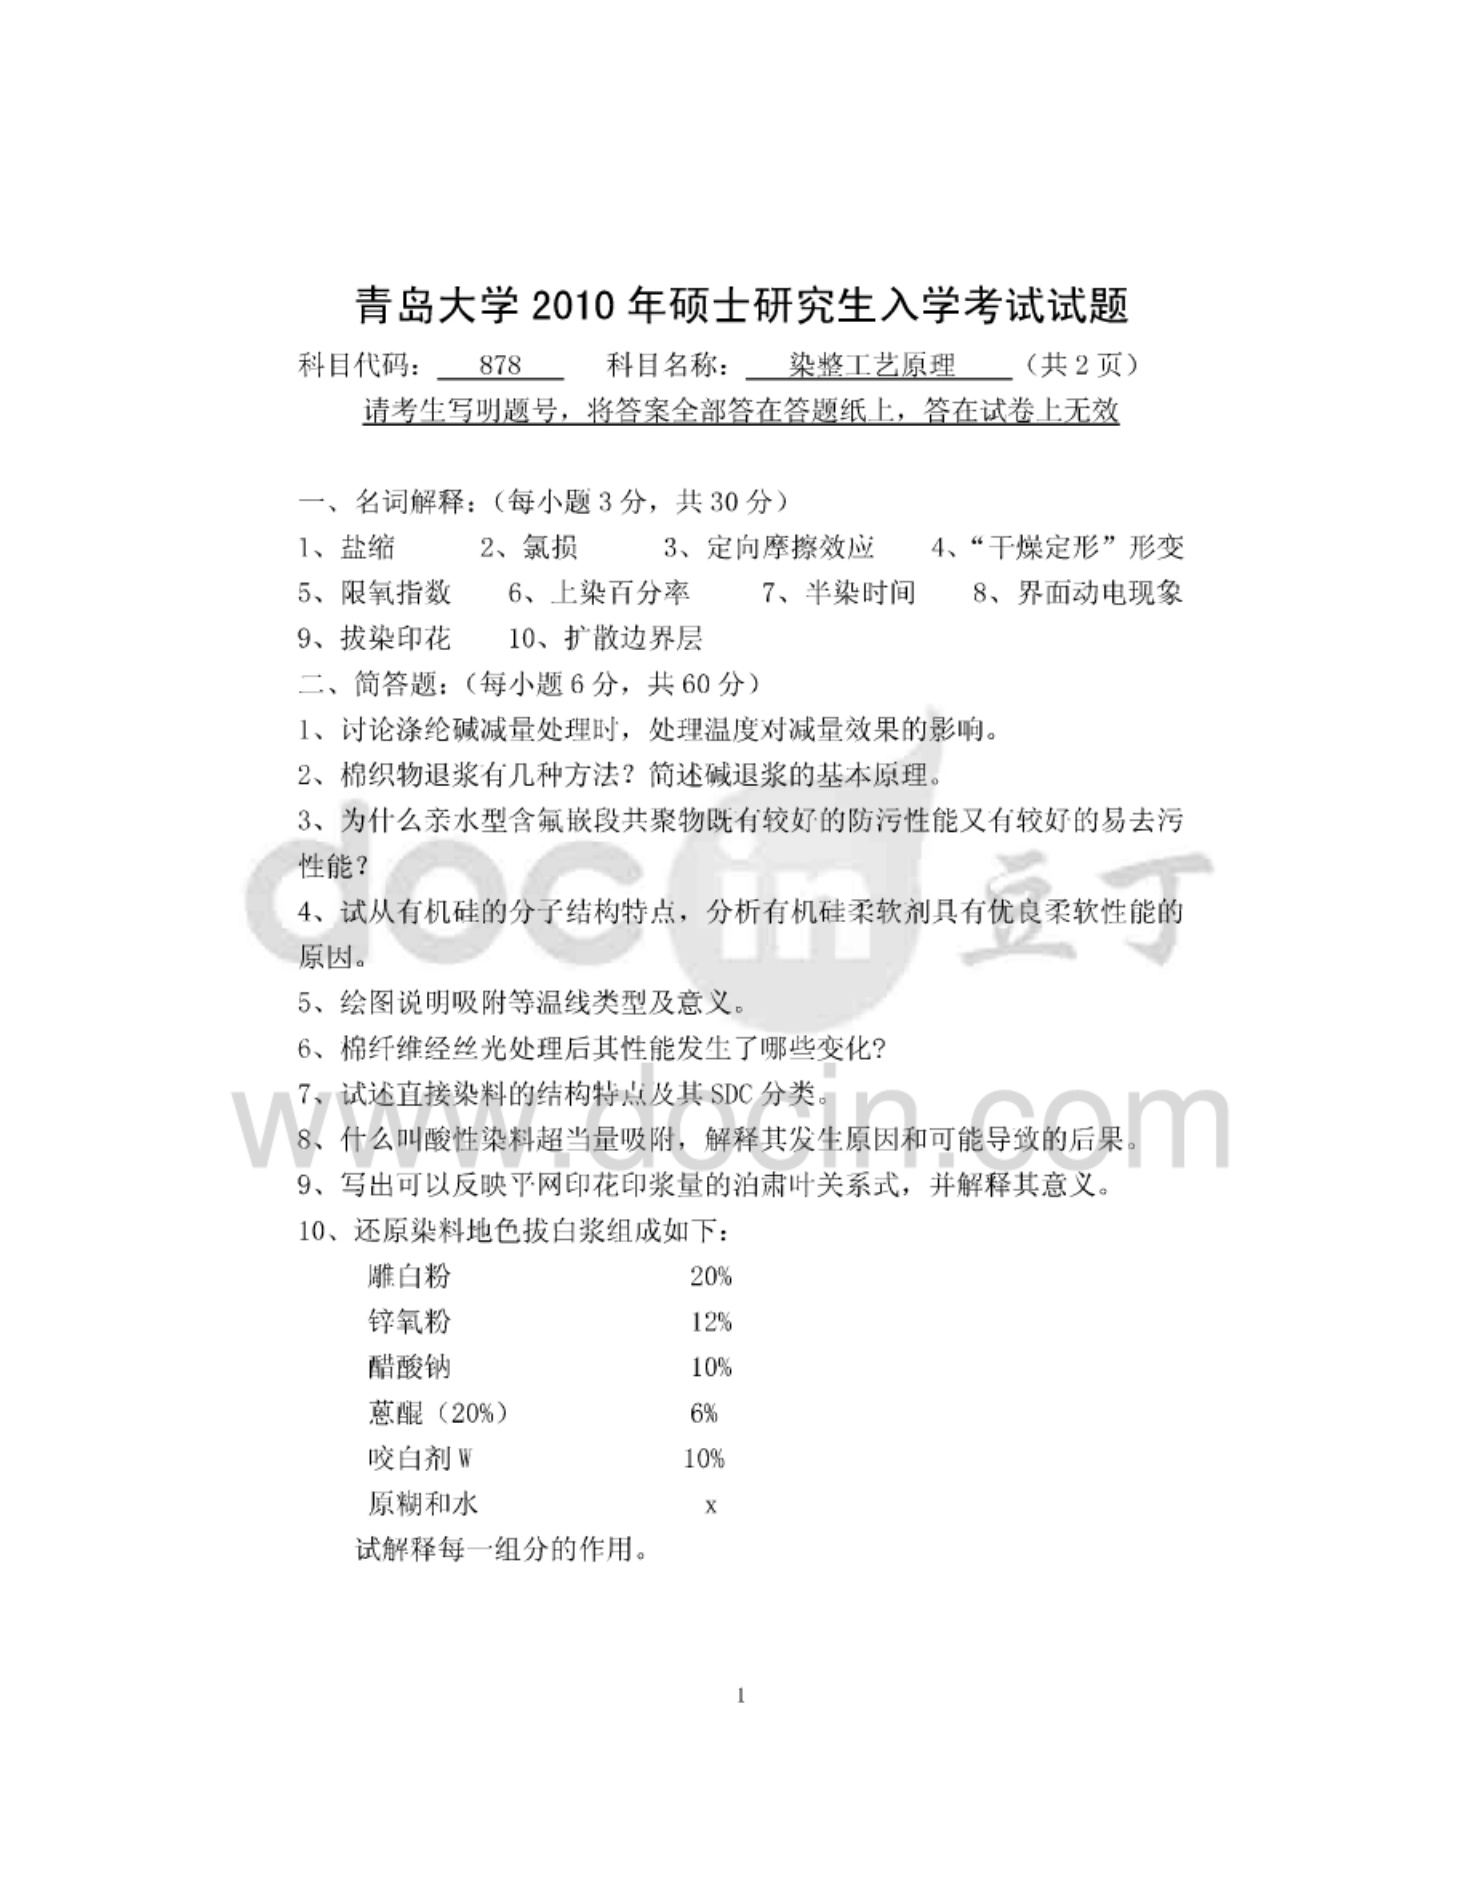 青岛大学 2010 年硕士研究生入学考试试题
科目代码： 878 科目名称： 染整工艺原理 （共 2 页）
请考生写明题号，将答案全部答在答题纸上，答在试卷上无效
一、名词解释：（每小题 3 分，共 30 分）
1、盐缩 2、氯损 3、定向摩擦效应 4、“干燥定形”形变
5、限氧指数 6、上染百分率 7、半染时间 8、界面动电现象
9、拔染印花 10、扩散边界层
二、简答题：（每小题 6 分，共 60 分）
1、讨论涤纶碱减量处理时，处理温度对减量效果的影响。
2、棉织物退浆有几种方法？简述碱退浆的基本原理。
3、为什么亲水型含氟嵌段共聚物既有较好的防污性能又有较好的易去污
性能？
4、试从有机硅的分子结构特点，分析有机硅柔软剂具有优良柔软性能的
原因。
5、绘图说明吸附等温线类型及意义。
6、棉纤维经丝光处理后其性能发生了哪些变化?
7、试述直接染料的结构特点及其 SDC 分类。
8、什么叫酸性染料超当量吸附，解释其发生原因和可能导致的后果。
9、写出可以反映平网印花印浆量的泊肃叶关系式，并解释其意义。
10、还原染料地色拔白浆组成如下：
雕白粉 20%
锌氧粉 12%
醋酸钠 10%
蒽醌（20%） 6%
咬白剂 W 10%
原糊和水 x
试解释每一组分的作用。
1
docin 豆丁
www.docin.com